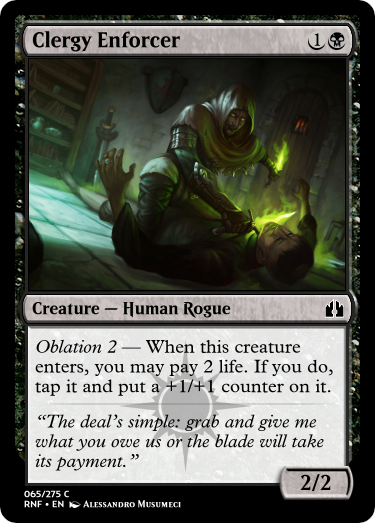 Clergy Enforcer 1
Creature — Human Rogue
Oblation 2 — When this creature
enters, you may pay 2 life. If you do,
tap it and put a +1/+1 counter on it.
“The deal’s simple: grab and give me
what you owe us or the blade will take
its payment.”
2/2
065/275 C
RNF • EN Alessandro Musumeci